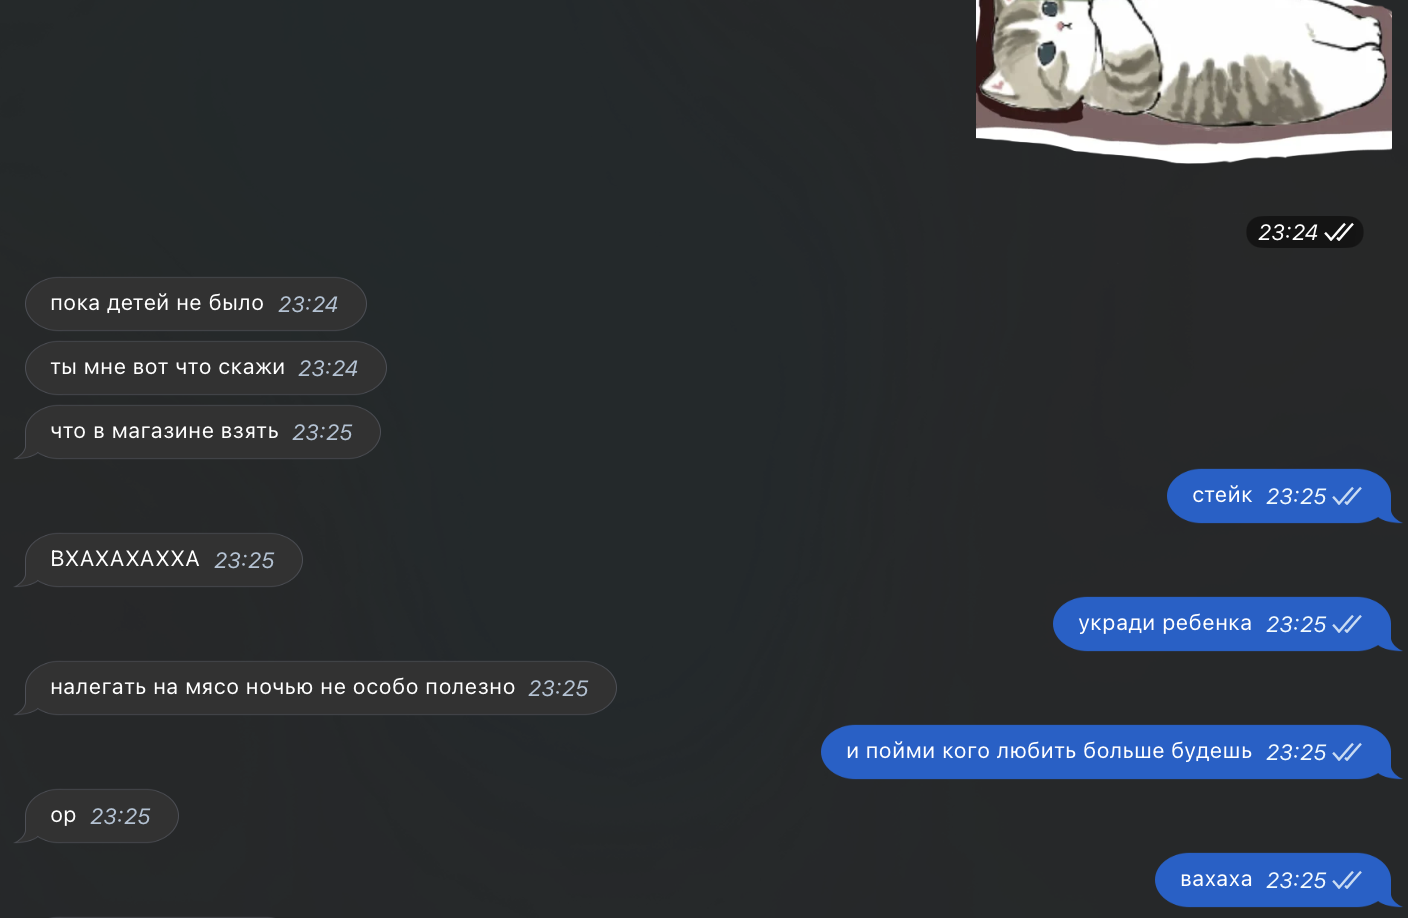 23:24
пока детей не было 23:24
ты мне вот что скажи 23:24
что в магазине взять 23:25
стейк 23:25
ВХАХАХАХХА 23:25
укради ребенка 23:25
налегать на мясо ночью не особо полезно 23:25
и пойми кого любить больше будешь 23:25
ор 23:25
вахаха 23:25